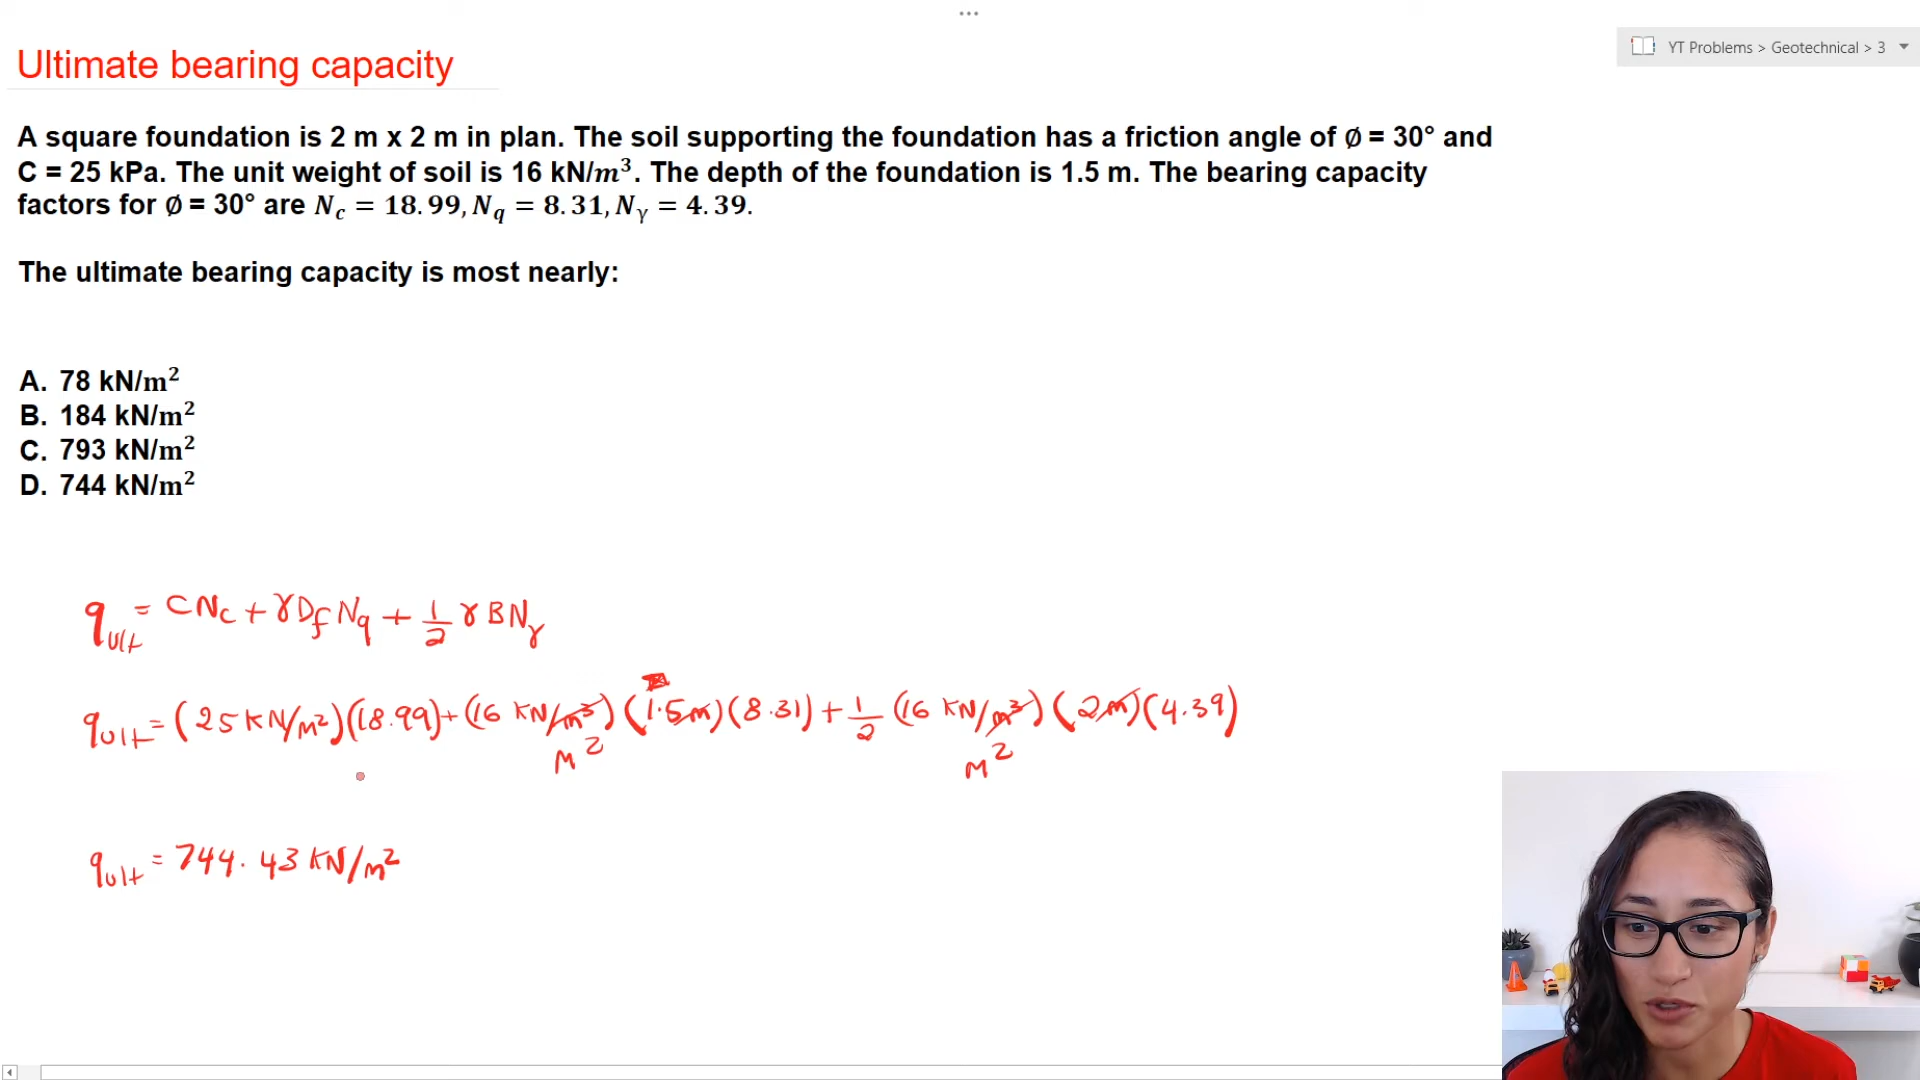 ...
Ultimate bearing capacity
YT Problems > Geotechnical > 3
A square foundation is 2 m x 2 m in plan. The soil supporting the foundation has a friction angle of ∅ = 30° and
C = 25 kPa. The unit weight of soil is 16 kN/m³. The depth of the foundation is 1.5 m. The bearing capacity
factors for ∅ = 30° are N_c = 18.99, N_q = 8.31, N_γ = 4.39.
The ultimate bearing capacity is most nearly:
A. 78 kN/m²
B. 184 kN/m²
C. 793 kN/m²
D. 744 kN/m²
q_ult = CN_c + γD_f N_q + 1/2 γ B N_γ
q_ult = (25 KN/m²)(18.99) + (16 KN/m³)(1.5m)(8.31) + 1/2 (16 KN/m³)(2m)(4.39)
m² m²
q_ult = 744.43 KN/m²